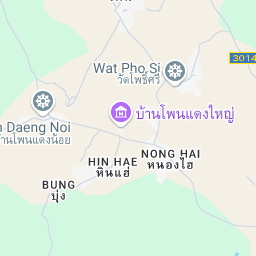 3014
Wat Pho Si
วัดโพธิ์ศรี
บ้านโพนแดงใหญ่
Daeng Noi
านโพนแดงน้อย
HIN HAE
หินแฮ่
NONG HAI
หนองไฮ
BUNG
บุ่ง